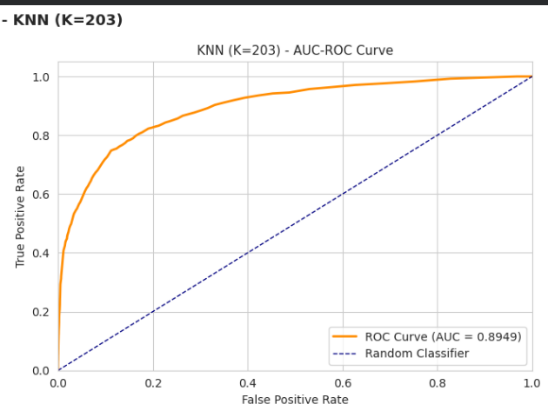 - KNN (K=203)
KNN (K=203) - AUC-ROC Curve
True Positive Rate
1.0
0.8
0.6
0.4
0.2
0.0
ROC Curve (AUC = 0.8949)
Random Classifier
0.0 0.2 0.4 0.6 0.8 1.0
False Positive Rate